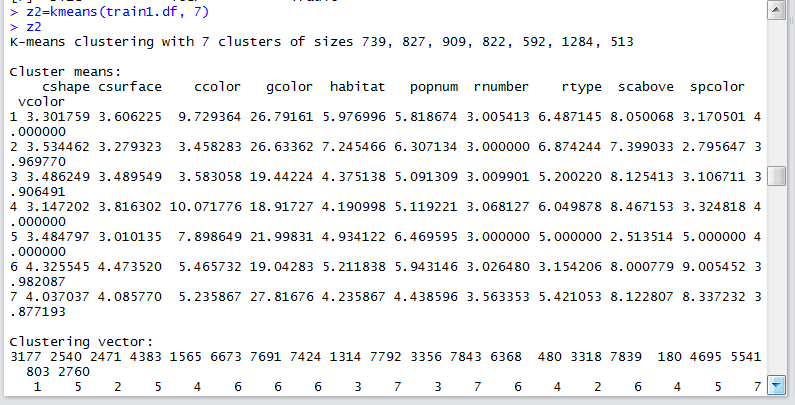 > z2=kmeans(train1.df, 7)
> z2
K-means clustering with 7 clusters of sizes 739, 827, 909, 822, 592, 1284, 513
Cluster means:
cshape csurface ccolor gcolor habitat popnum rnumber rtype scabove spcolor
vcolor
1 3.301759 3.606225 9.729364 26.79161 5.976996 5.818674 3.005413 6.487145 8.050068 3.170501 4
.000000
2 3.534462 3.279323 3.458283 26.63362 7.245466 6.307134 3.000000 6.874244 7.399033 2.795647 3
.969770
3 3.486249 3.489549 3.583058 19.44224 4.375138 5.091309 3.009901 5.200220 8.125413 3.106711 3
.906491
4 3.147202 3.816302 10.071776 18.91727 4.190998 5.119221 3.068127 6.049878 8.467153 3.324818 4
.000000
5 3.484797 3.010135 7.898649 21.99831 4.934122 6.469595 3.000000 5.000000 2.513514 5.000000 4
.000000
6 4.325545 4.473520 5.465732 19.04283 5.211838 5.943146 3.026480 3.154206 8.000779 9.005452 3
.982087
7 4.037037 4.085770 5.235867 27.81676 4.235867 4.438596 3.563353 5.421053 8.122807 8.337232 3
.877193
Clustering vector:
3177 2540 2471 4383 1565 6673 7691 7424 1314 7792 3356 7843 6368 480 3318 7839 180 4695 5541
803 2760
1 5 2 5 4 6 6 6 3 7 3 7 6 4 2 6 4 5 7